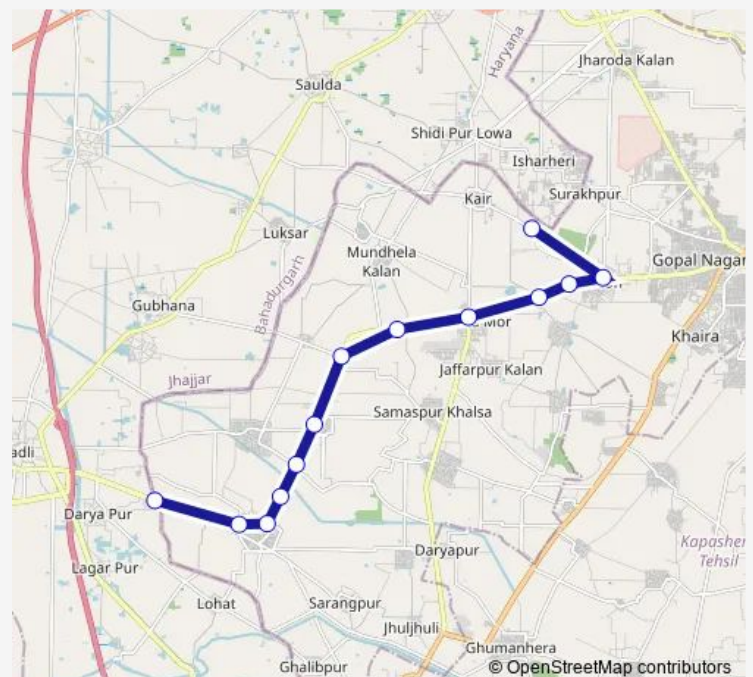 Jharoda Kalan
Haryana
Saulda
Shidi Pur Lowa
Isharheri
Surakhpur
Kair
Luksar
Mundhela
Kalan
Gopal Nagar
Bahadurgarh
Gubhana
Mor
Khaira
Jaffarpur Kalan
Jhajjar
Samaspur Khalsa
adli
Darya Pur
Kapashera
Tehsil
Daryapur
Lagar Pur
Lohat
Sarangpur
Jhuljhuli
Ghumanhera
Ghalibpur
© OpenStreetMap contributors